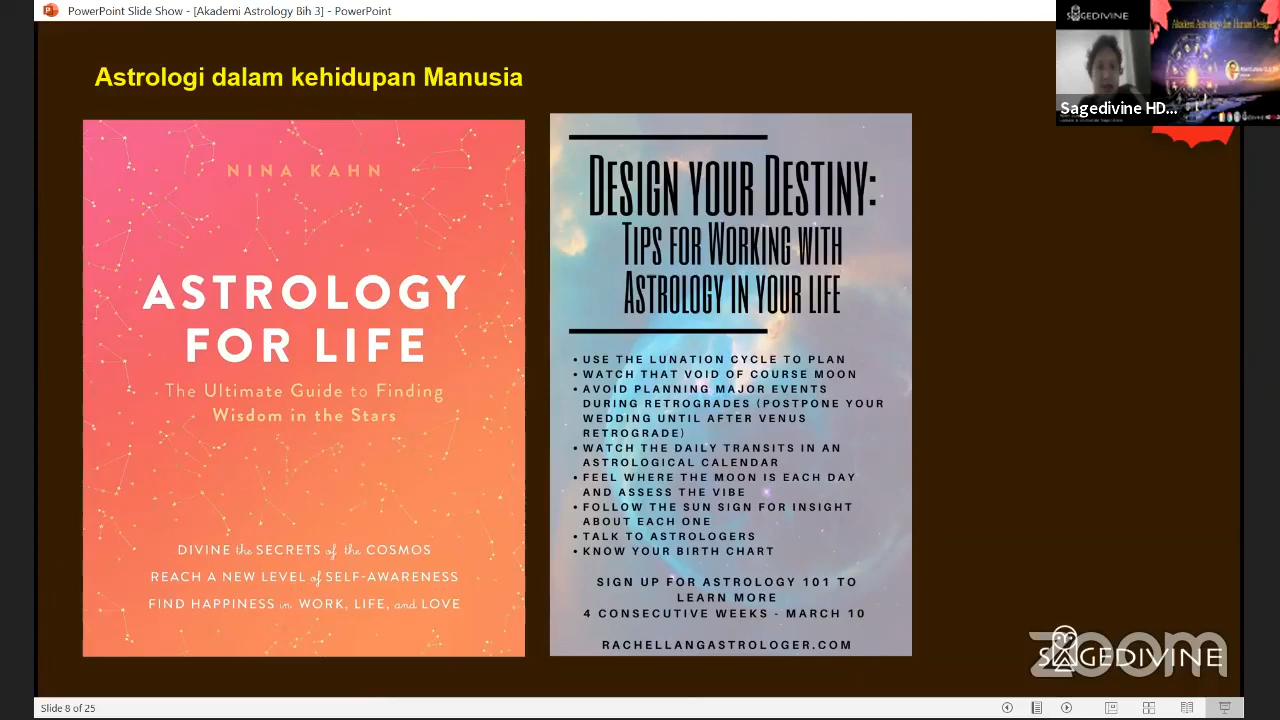 PowerPoint Slide Show - [Akademi Astrology Bih 3] - PowerPoint
SAGEDIVINE
Akademi Astrology dan Human Design
Sagedivine HD...
Astrologi dalam kehidupan Manusia
NINA KAHN
ASTROLOGY
FOR LIFE
The Ultimate Guide to Finding
Wisdom in the Stars
DIVINE the SECRETS of the COSMOS
REACH A NEW LEVEL of SELF-AWARENESS
FIND HAPPINESS in WORK, LIFE, and LOVE
DESIGN YOUR DESTINY:
TIPS FOR WORKING WITH
ASTROLOGY IN YOUR LIFE
• USE THE LUNATION CYCLE TO PLAN
• WATCH THAT VOID OF COURSE MOON
• AVOID PLANNING MAJOR EVENTS
DURING RETROGRADES (POSTPONE YOUR
WEDDING UNTIL AFTER VENUS
RETROGRADE)
• WATCH THE DAILY TRANSITS IN AN
ASTROLOGICAL CALENDAR
• FEEL WHERE THE MOON IS EACH DAY
AND ASSESS THE VIBE
• FOLLOW THE SUN SIGN FOR INSIGHT
ABOUT EACH ONE
• TALK TO ASTROLOGERS
• KNOW YOUR BIRTH CHART
SIGN UP FOR ASTROLOGY 101 TO
LEARN MORE
4 CONSECUTIVE WEEKS - MARCH 10
RACHELLANGASTROLOGER.COM
zoom
SAGEDIVINE
Slide 8 of 25